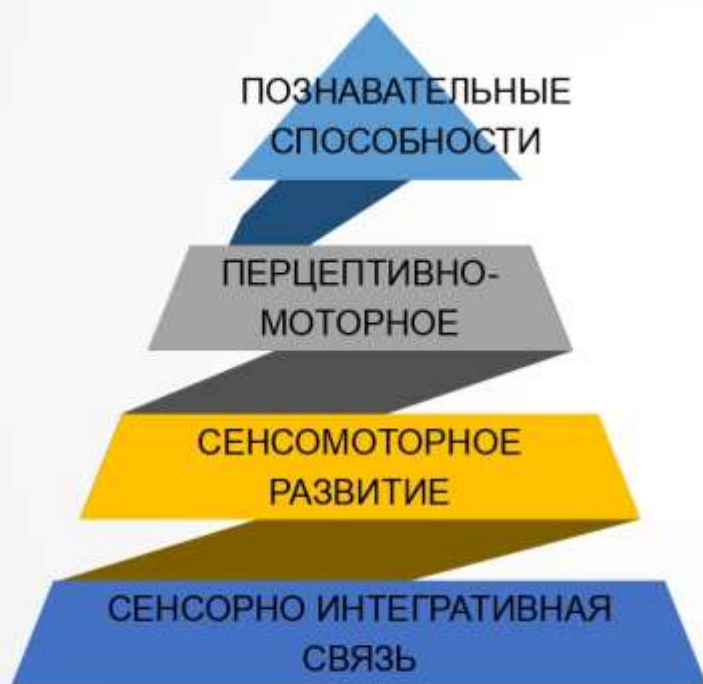 ПОЗНАВАТЕЛЬНЫЕ
СПОСОБНОСТИ
ПЕРЦЕПТИВНО-
МОТОРНОЕ
СЕНСОМОТОРНОЕ
РАЗВИТИЕ
СЕНСОРНО ИНТЕГРАТИВНАЯ
СВЯЗЬ